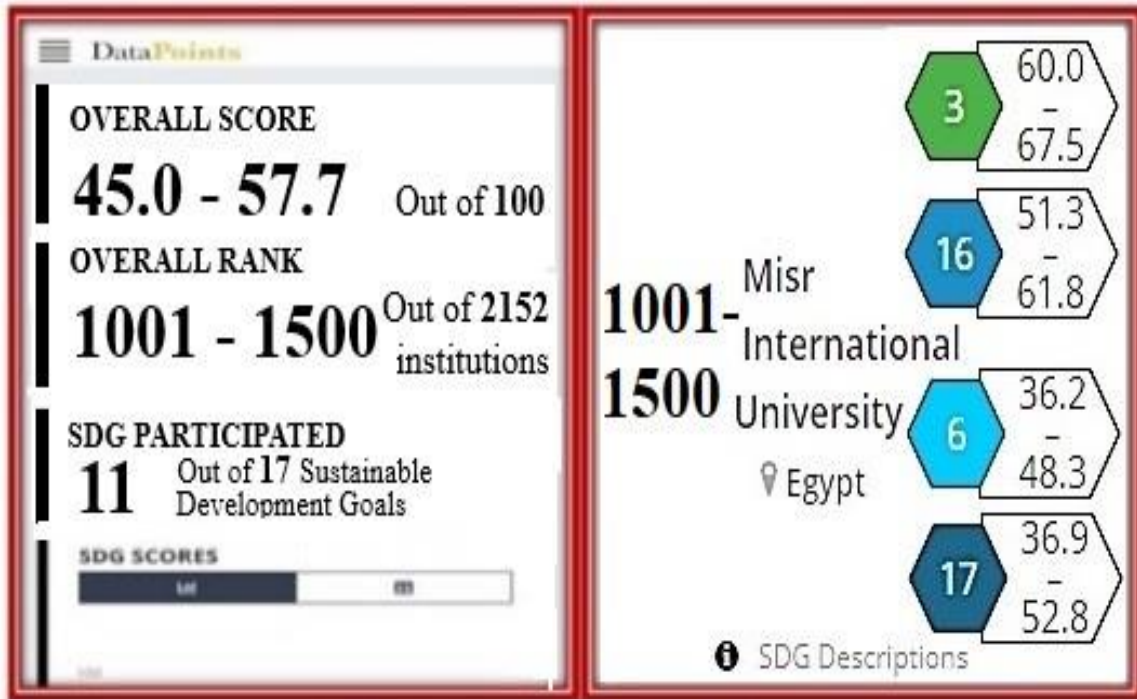 DataPoints
OVERALL SCORE
45.0 - 57.7 Out of 100
OVERALL RANK
1001 - 1500 Out of 2152
institutions
SDG PARTICIPATED
11 Out of 17 Sustainable
Development Goals
SDG SCORES
1001-
1500
Misr
International
University
Egypt
3
60.0
–
67.5
16
51.3
–
61.8
6
36.2
–
48.3
17
36.9
–
52.8
SDG Descriptions